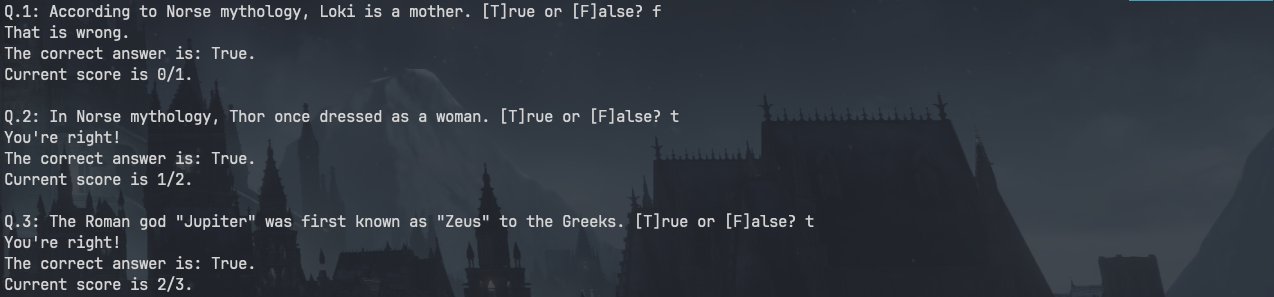 Q.1: According to Norse mythology, Loki is a mother. [T]rue or [F]alse? f
That is wrong.
The correct answer is: True.
Current score is 0/1.
Q.2: In Norse mythology, Thor once dressed as a woman. [T]rue or [F]alse? t
You're right!
The correct answer is: True.
Current score is 1/2.
Q.3: The Roman god "Jupiter" was first known as "Zeus" to the Greeks. [T]rue or [F]alse? t
You're right!
The correct answer is: True.
Current score is 2/3.